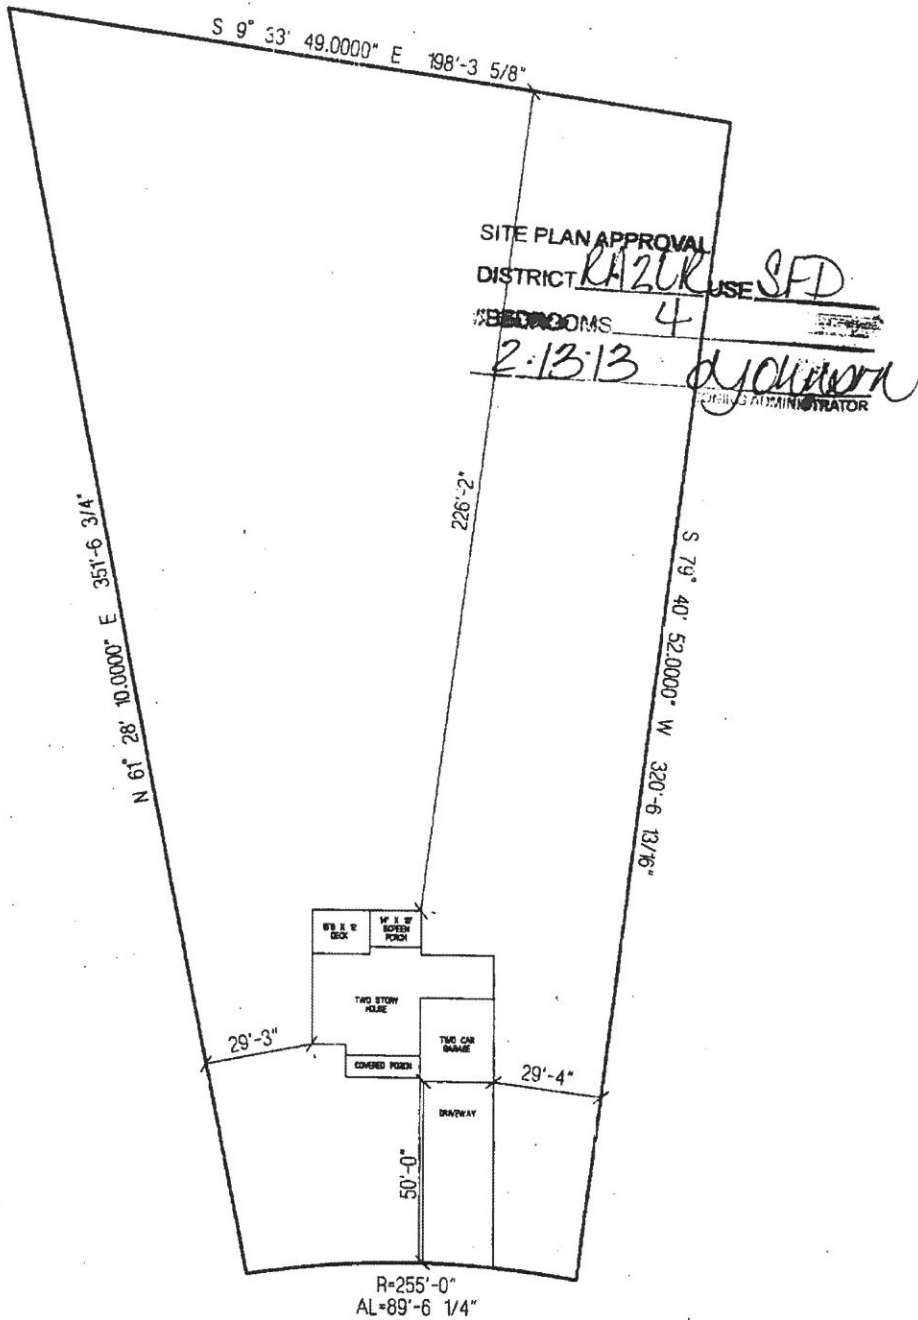 S 9° 33' 49.0000" E 198'-3 5/8"
SITE PLAN APPROVAL
DISTRICT RA20R USE SFD
#BEDROOMS 4
2-13-13 dJohnson
ADMINISTRATOR
226'-2"
N 61° 28' 10.0000" E 351'-6 3/4"
S 79° 40' 52.0000" W 320'-6 13/16"
X 12
DECK
14' X
SCREEN
PORCH
TWO STORY
HOUSE
TWO CAR
GARAGE
COVERED PORCH
29'-3"
29'-4"
DRIVEWAY
50'-0"
R=255'-0"
AL=89'-6 1/4"